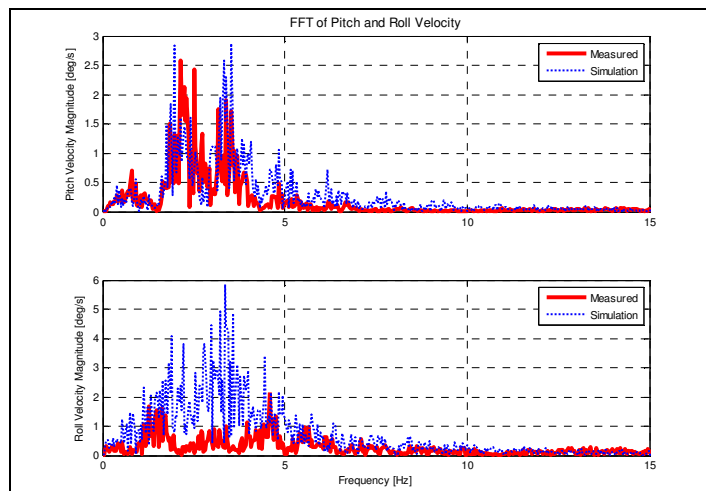 FFT of Pitch and Roll Velocity
Pitch Velocity Magnitude [deg/s]
3
2.5
2
1.5
1
0.5
0
0
5
10
15
Measured
Simulation
Roll Velocity Magnitude [deg/s]
6
5
4
3
2
1
0
0
5
10
15
Measured
Simulation
Frequency [Hz]